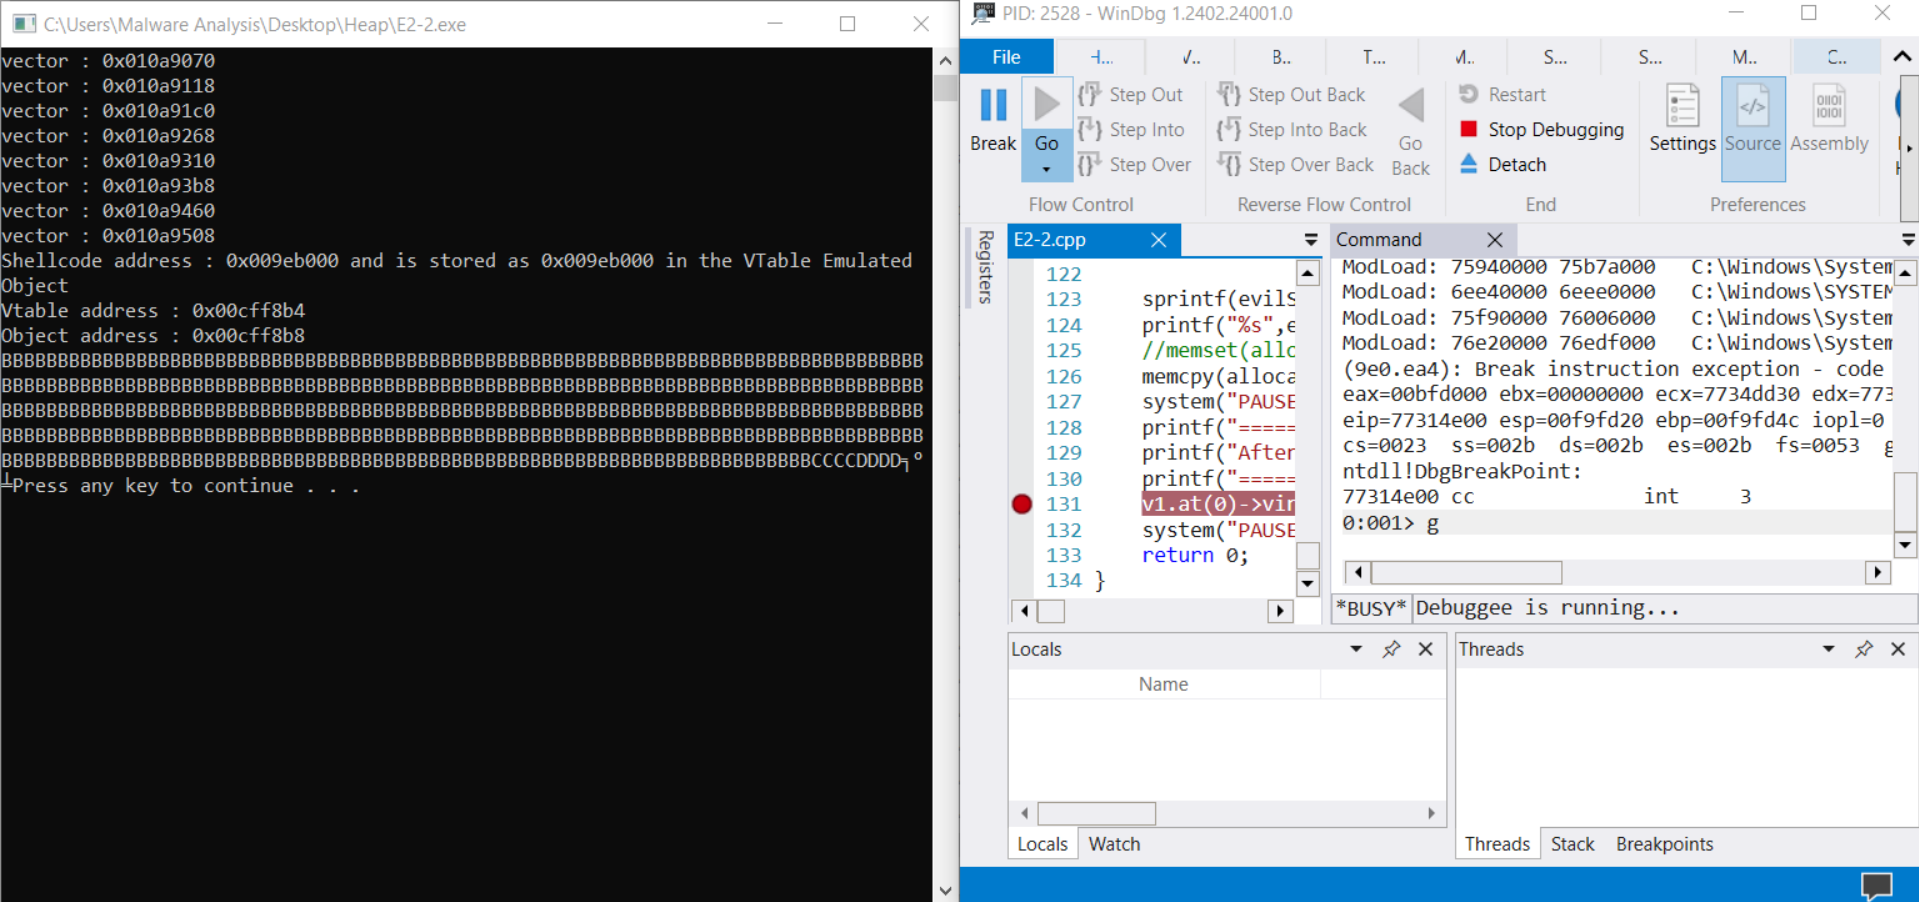 C:\Users\Malware Analysis\Desktop\Heap\E2-2.exe
vector : 0x010a9070
vector : 0x010a9118
vector : 0x010a91c0
vector : 0x010a9268
vector : 0x010a9310
vector : 0x010a93b8
vector : 0x010a9460
vector : 0x010a9508
Shellcode address : 0x009eb000 and is stored as 0x009eb000 in the VTable Emulated
Object
Vtable address : 0x00cff8b4
Object address : 0x00cff8b8
BBBBBBBBBBBBBBBBBBBBBBBBBBBBBBBBBBBBBBBBBBBBBBBBBBBBBBBBBBBBBBBBBBBBBBBBBBBBBBBBBB
BBBBBBBBBBBBBBBBBBBBBBBBBBBBBBBBBBBBBBBBBBBBBBBBBBBBBBBBBBBBBBBBBBBBBBBBBBBBBBBBBB
BBBBBBBBBBBBBBBBBBBBBBBBBBBBBBBBBBBBBBBBBBBBBBBBBBBBBBBBBBBBBBBBBBBBBBBBBBBBBBBBBB
BBBBBBBBBBBBBBBBBBBBBBBBBBBBBBBBBBBBBBBBBBBBBBBBBBBBBBBBBBBBBBBBBBBBBBBBBBBBBBBBBB
BBBBBBBBBBBBBBBBBBBBBBBBBBBBBBBBBBBBBBBBBBBBBBBBBBBBBBBBBBBBBBBBBBBBBBBBCCCCDDDD╕º
╧Press any key to continue . . .
PID: 2528 - WinDbg 1.2402.24001.0
File H... V.. B.. T... M.. S... S... M.. C..
Break
Go
Step Out
Step Into
Step Over
Flow Control
Step Out Back
Step Into Back
Step Over Back
Go Back
Reverse Flow Control
Restart
Stop Debugging
Detach
End
Settings
Source
Assembly
Preferences
Registers
E2-2.cpp
122
123 sprintf(evilS
124 printf("%s",e
125 //memset(allo
126 memcpy(alloca
127 system("PAUSE
128 printf("=====
129 printf("After
130 printf("=====
131 v1.at(0)->vir
132 system("PAUSE
133 return 0;
134 }
Command
ModLoad: 75940000 75b7a000 C:\Windows\System
ModLoad: 6ee40000 6eee0000 C:\Windows\SYSTEM
ModLoad: 75f90000 76006000 C:\Windows\System
ModLoad: 76e20000 76edf000 C:\Windows\System
(9e0.ea4): Break instruction exception - code
eax=00bfd000 ebx=00000000 ecx=7734dd30 edx=773
eip=77314e00 esp=00f9fd20 ebp=00f9fd4c iopl=0
cs=0023 ss=002b ds=002b es=002b fs=0053 g
ntdll!DbgBreakPoint:
77314e00 cc int 3
0:001> g
*BUSY* Debuggee is running...
Locals
Name
Locals Watch
Threads
Threads Stack Breakpoints